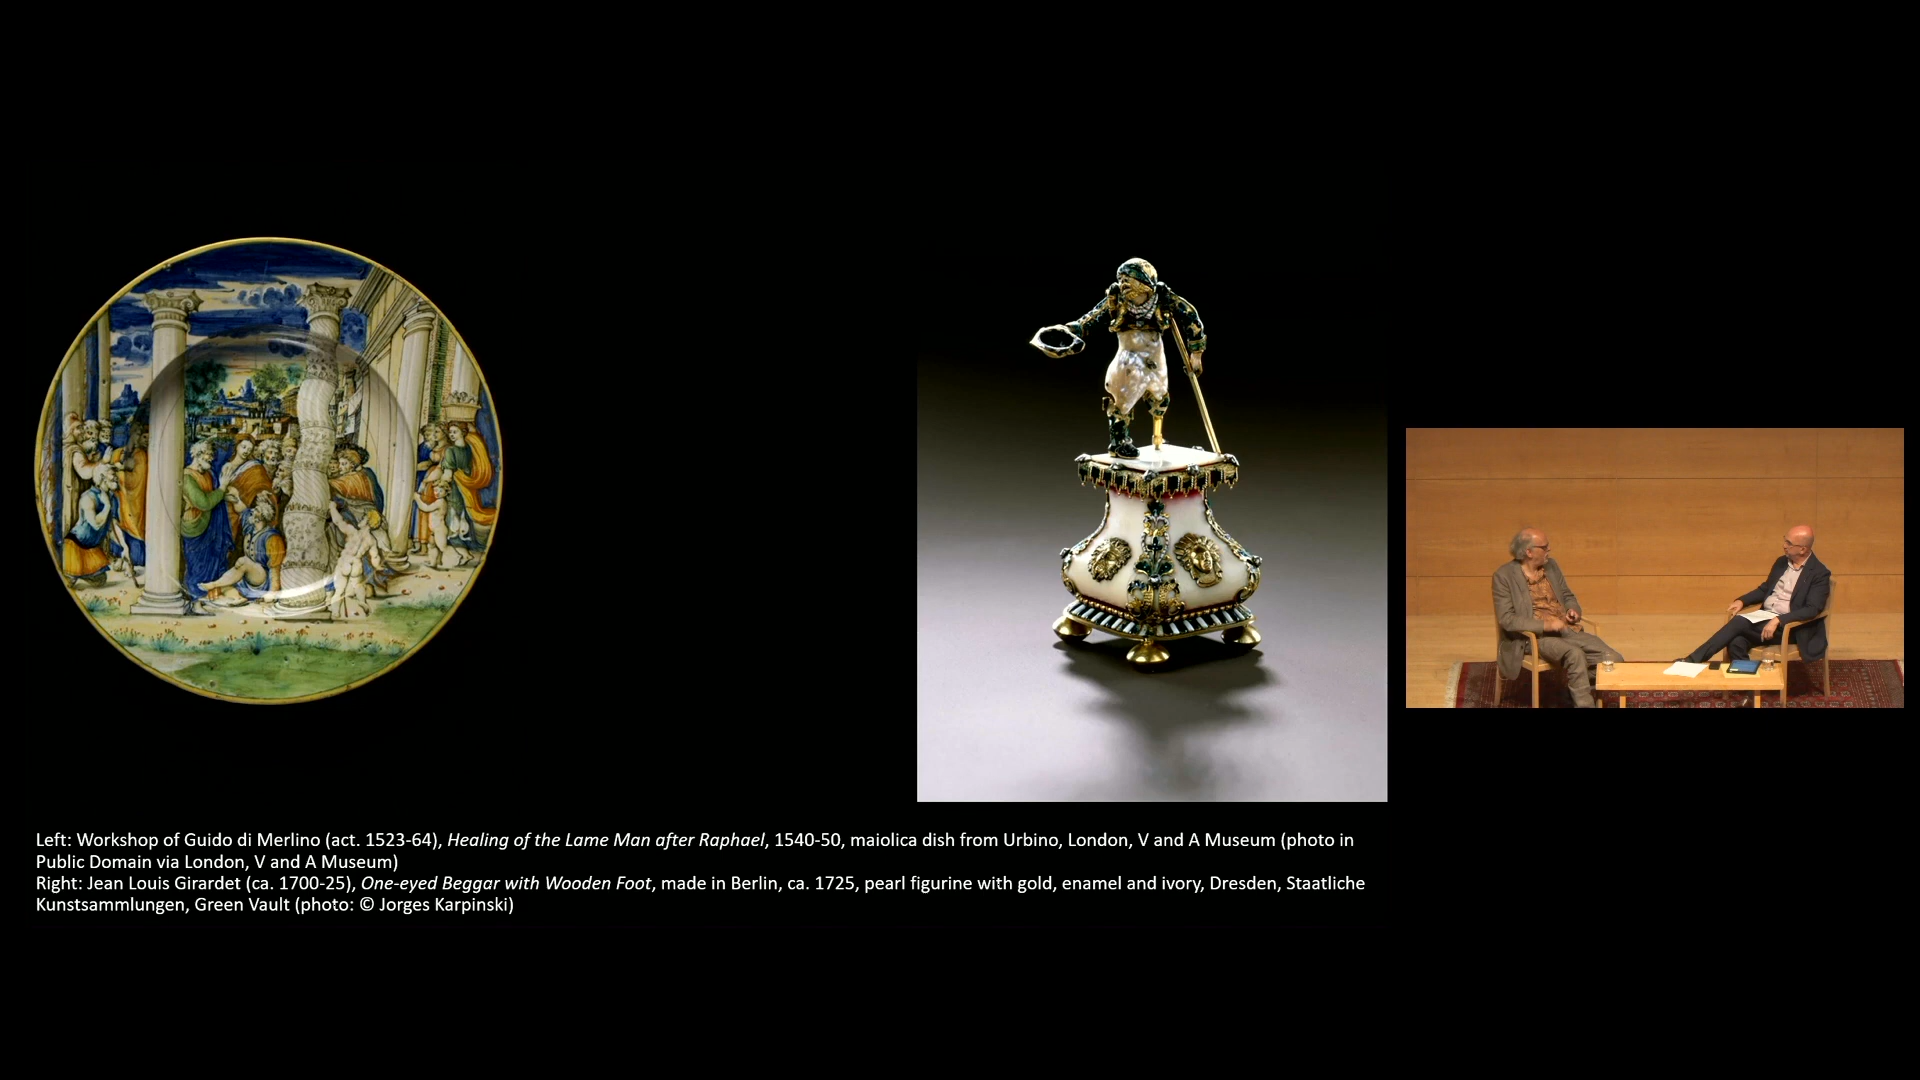 Left: Workshop of Guido di Merlino (act. 1523-64), Healing of the Lame Man after Raphael, 1540-50, maiolica dish from Urbino, London, V and A Museum (photo in
Public Domain via London, V and A Museum)
Right: Jean Louis Girardet (ca. 1700-25), One-eyed Beggar with Wooden Foot, made in Berlin, ca. 1725, pearl figurine with gold, enamel and ivory, Dresden, Staatliche
Kunstsammlungen, Green Vault (photo: © Jorges Karpinski)